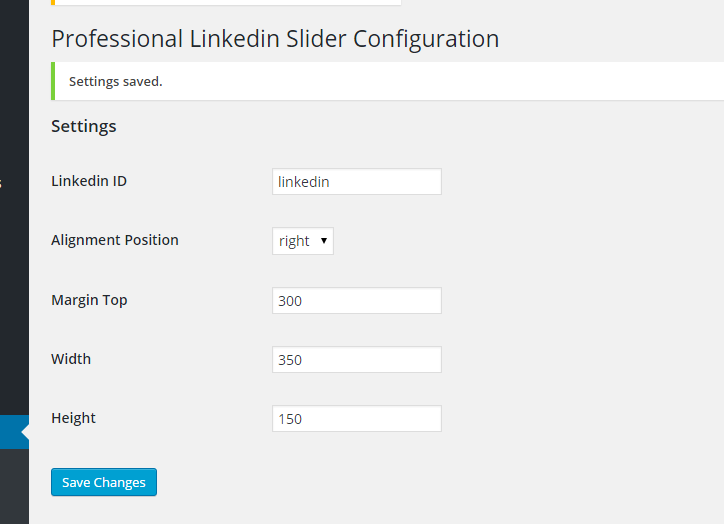 Professional Linkedin Slider Configuration
Settings saved.
Settings
Linkedin ID linkedin
Alignment Position right
Margin Top 300
Width 350
Height 150
Save Changes